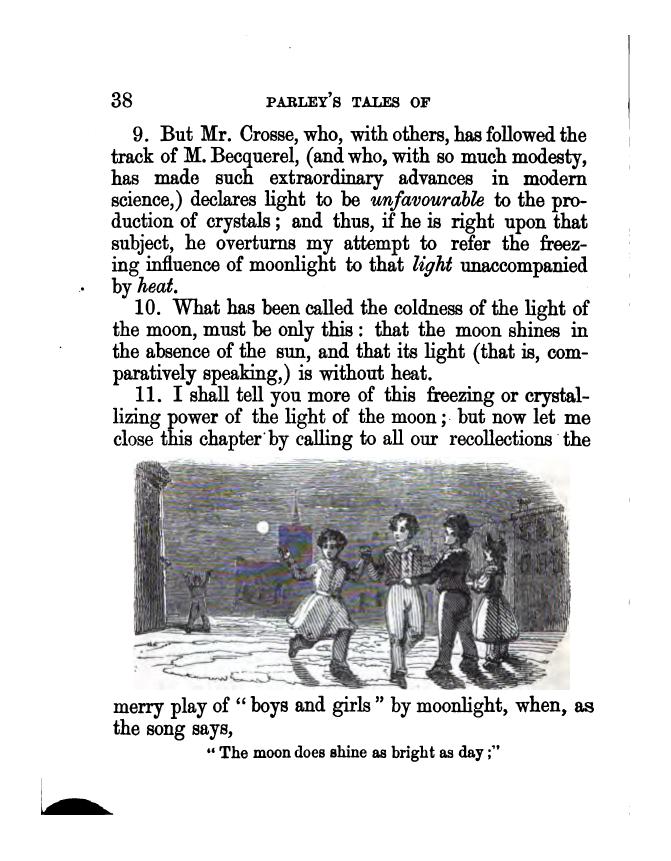 38 PARLEY'S TALES OF
9. But Mr. Crosse, who, with others, has followed the
track of M. Becquerel, (and who, with so much modesty,
has made such extraordinary advances in modern
science,) declares light to be unfavourable to the pro-
duction of crystals; and thus, if he is right upon that
subject, he overturns my attempt to refer the freez-
ing influence of moonlight to that light unaccompanied
by heat.
10. What has been called the coldness of the light of
the moon, must be only this: that the moon shines in
the absence of the sun, and that its light (that is, com-
paratively speaking,) is without heat.
11. I shall tell you more of this freezing or crystal-
lizing power of the light of the moon; but now let me
close this chapter by calling to all our recollections the
merry play of "boys and girls" by moonlight, when, as
the song says,
"The moon does shine as bright as day;"